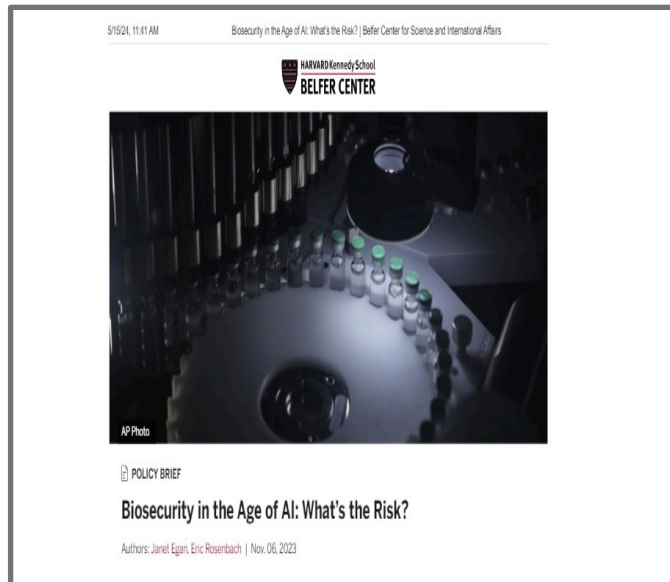 5/15/24, 11:41 AM Biosecurity in the Age of AI: What's the Risk? | Belfer Center for Science and International Affairs
HARVARD Kennedy School
BELFER CENTER
AP Photo
POLICY BRIEF
Biosecurity in the Age of AI: What's the Risk?
Authors: Janet Egan, Eric Rosenbach | Nov. 06, 2023